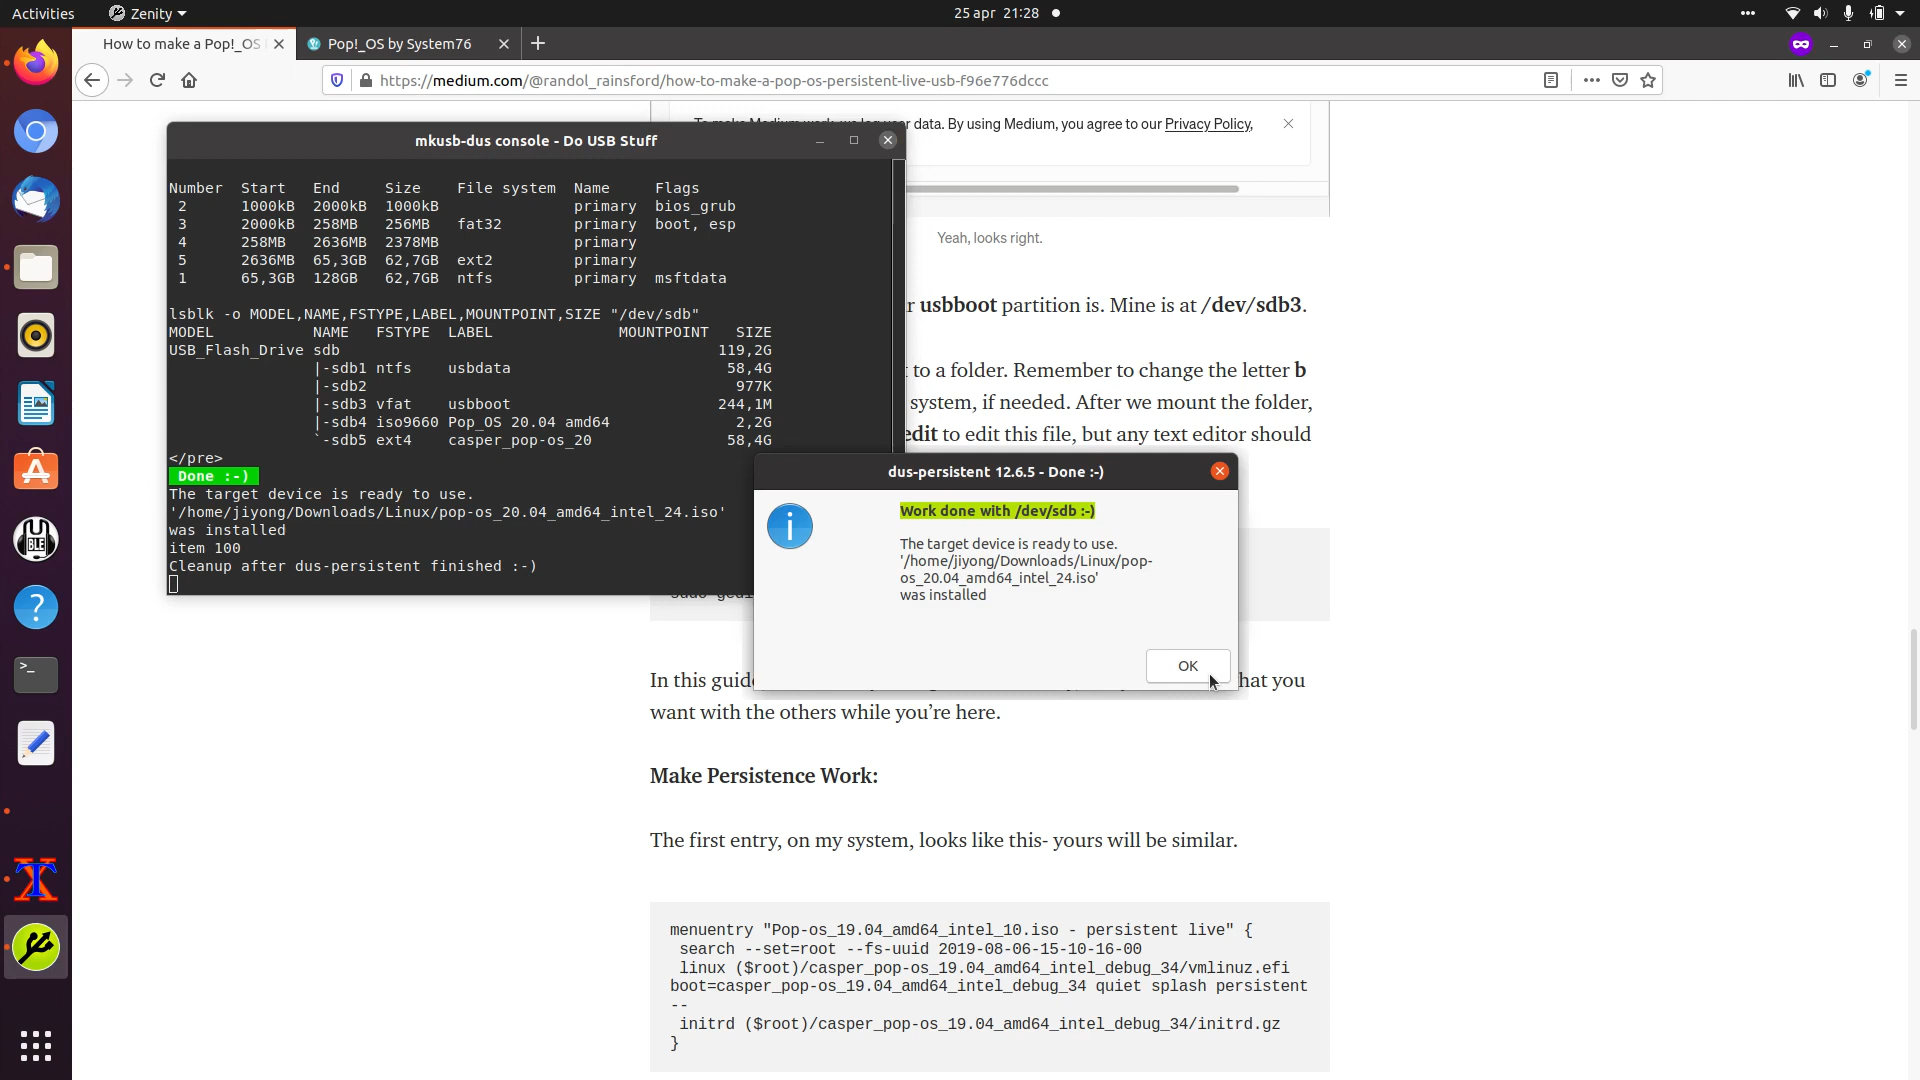 Activities Zenity 25 apr 21:28
How to make a Pop!_OS Pop!_OS by System76
https://medium.com/@randol_rainsford/how-to-make-a-pop-os-persistent-live-usb-f96e776dccc
r data. By using Medium, you agree to our Privacy Policy,
mkusb-dus console - Do USB Stuff
Number Start End Size File system Name Flags
2 1000kB 2000kB 1000kB primary bios_grub
3 2000kB 258MB 256MB fat32 primary boot, esp
4 258MB 2636MB 2378MB primary
5 2636MB 65,3GB 62,7GB ext2 primary
1 65,3GB 128GB 62,7GB ntfs primary msftdata
lsblk -o MODEL,NAME,FSTYPE,LABEL,MOUNTPOINT,SIZE "/dev/sdb"
MODEL NAME FSTYPE LABEL MOUNTPOINT SIZE
USB_Flash_Drive sdb 119,2G
|-sdb1 ntfs usbdata 58,4G
|-sdb2 977K
|-sdb3 vfat usbboot 244,1M
|-sdb4 iso9660 Pop_OS 20.04 amd64 2,2G
`-sdb5 ext4 casper_pop-os_20 58,4G
</pre>
Done :-)
The target device is ready to use.
'/home/jiyong/Downloads/Linux/pop-os_20.04_amd64_intel_24.iso'
was installed
item 100
Cleanup after dus-persistent finished :-)
Yeah, looks right.
r usbboot partition is. Mine is at /dev/sdb3.
to a folder. Remember to change the letter b
system, if needed. After we mount the folder,
edit to edit this file, but any text editor should
dus-persistent 12.6.5 - Done :-)
Work done with /dev/sdb :-)
The target device is ready to use.
'/home/jiyong/Downloads/Linux/pop-
os_20.04_amd64_intel_24.iso'
was installed
OK
In this guid hat you
want with the others while you’re here.
Make Persistence Work:
The first entry, on my system, looks like this- yours will be similar.
menuentry "Pop-os_19.04_amd64_intel_10.iso - persistent live" {
search --set=root --fs-uuid 2019-08-06-15-10-16-00
linux ($root)/casper_pop-os_19.04_amd64_intel_debug_34/vmlinuz.efi
boot=casper_pop-os_19.04_amd64_intel_debug_34 quiet splash persistent
--
initrd ($root)/casper_pop-os_19.04_amd64_intel_debug_34/initrd.gz
}